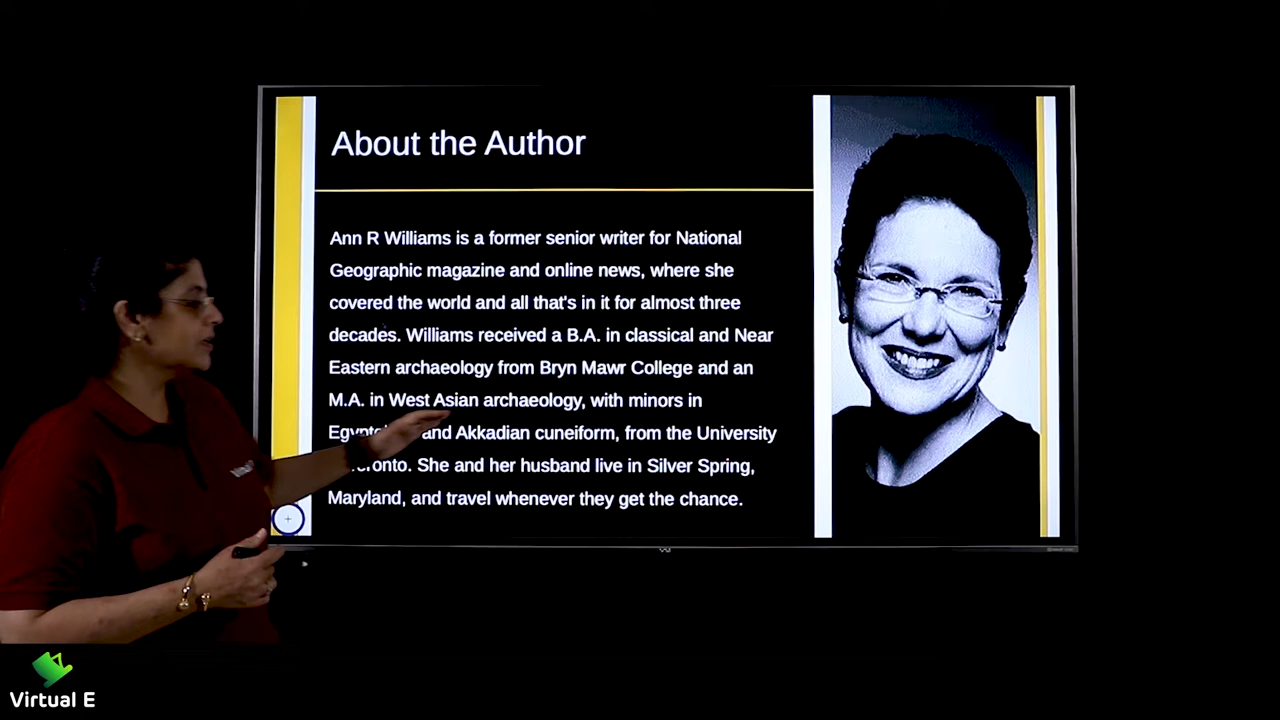 About the Author
Ann R Williams is a former senior writer for National
Geographic magazine and online news, where she
covered the world and all that's in it for almost three
decades. Williams received a B.A. in classical and Near
Eastern archaeology from Bryn Mawr College and an
M.A. in West Asian archaeology, with minors in
and Akkadian cuneiform, from the University
She and her husband live in Silver Spring,
Maryland, and travel whenever they get the chance.
Virtual E